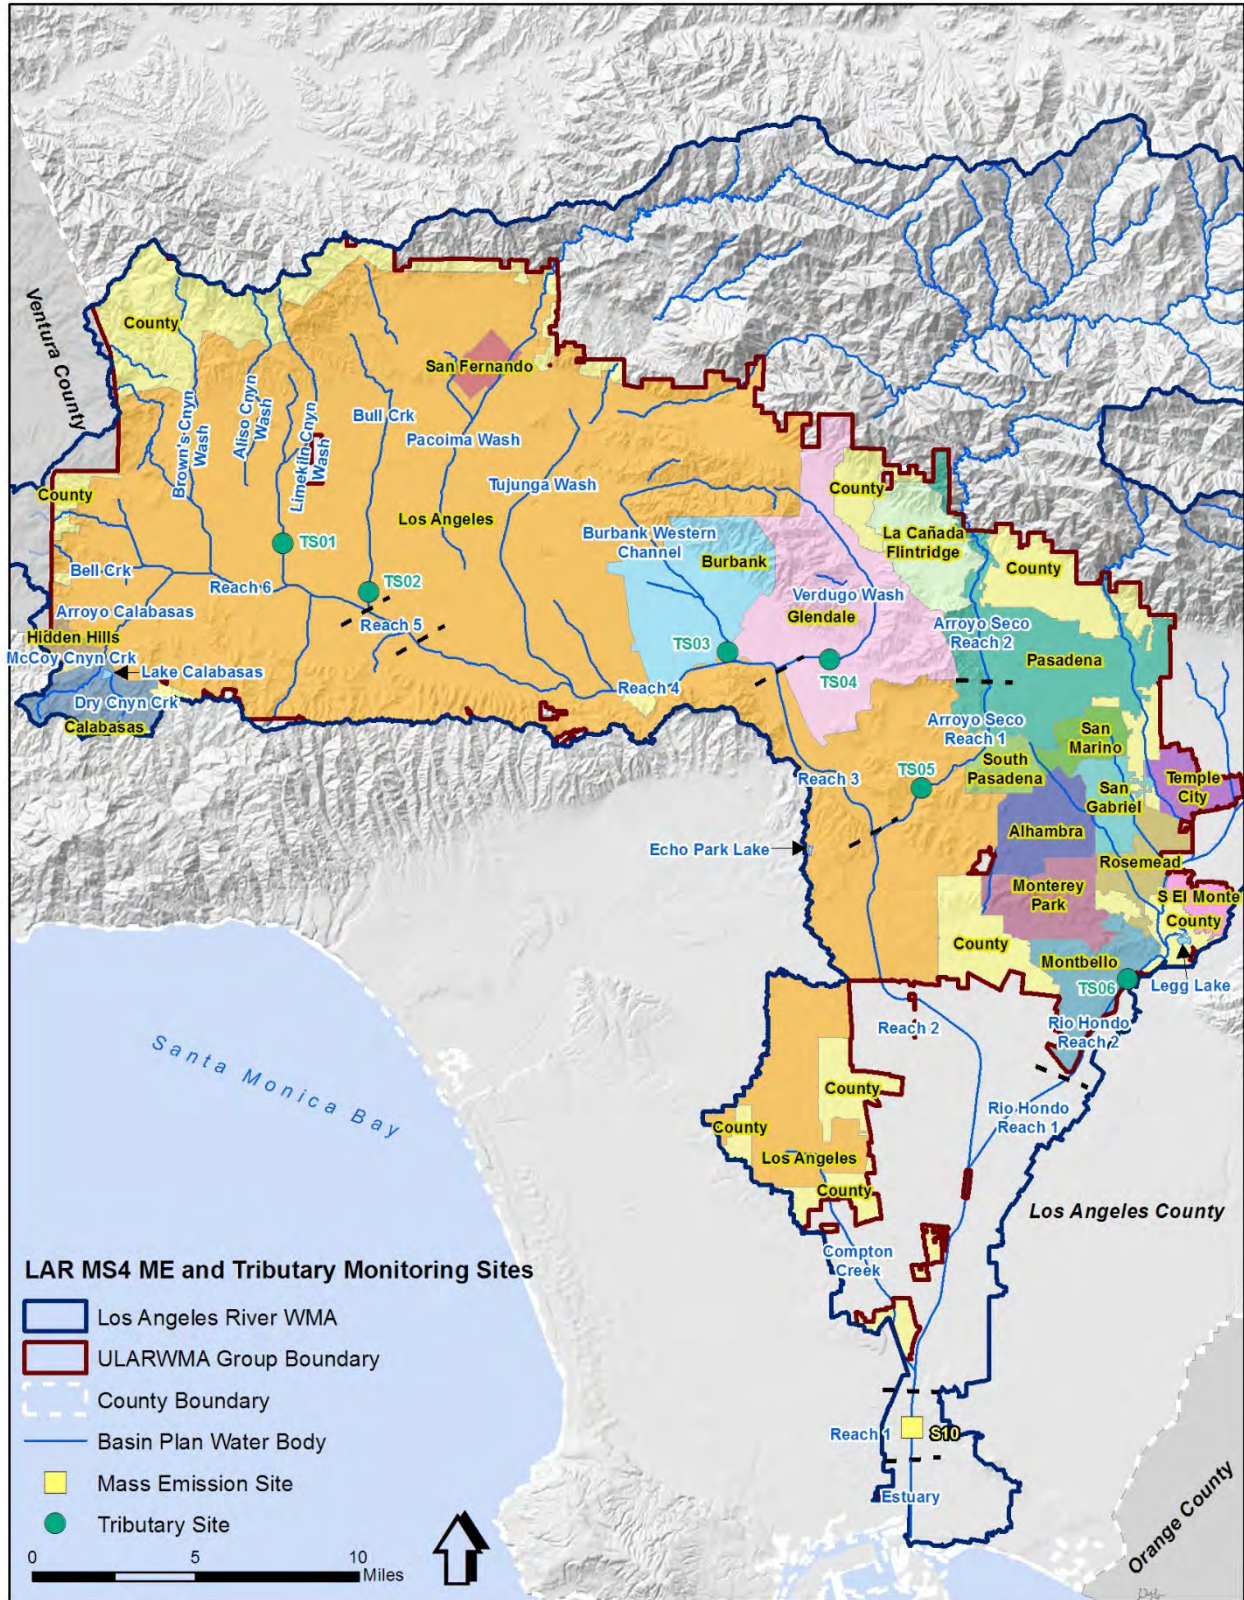 County
Ventura County
Brown's Cnyn
Wash
Aliso Cnyn
Wash
Limekiln Cnyn
Wash
Bull Crk
San Fernando
Pacoima Wash
Tujunga Wash
Los Angeles
County
TS01
Bell Crk
Reach 6
TS02
Reach 5
Arroyo Calabasas
Hidden Hills
McCoy Cnyn Crk
Lake Calabasas
Dry Cnyn Crk
Calabasas
Burbank Western
Channel
Burbank
County
La Cañada
Flintridge
County
Verdugo Wash
Glendale
Arroyo Seco
Reach 2
TS03
TS04
Pasadena
Reach 4
Arroyo Seco
Reach 1
San
Marino
South
Pasadena
Reach 3
TS05
San
Gabriel
Temple
City
Alhambra
Echo Park Lake
Rosemead
Monterey
Park
S El Monte
County
County
Montbello
TS06
Legg Lake
Reach 2
Rio Hondo
Reach 2
Santa Monica Bay
County
Rio Hondo
Reach 1
County
Los Angeles
County
Los Angeles County
Compton
Creek
Reach 1
S10
Estuary
Orange County
LAR MS4 ME and Tributary Monitoring Sites
Los Angeles River WMA
ULARWMA Group Boundary
County Boundary
Basin Plan Water Body
Mass Emission Site
Tributary Site
0 5 10
Miles